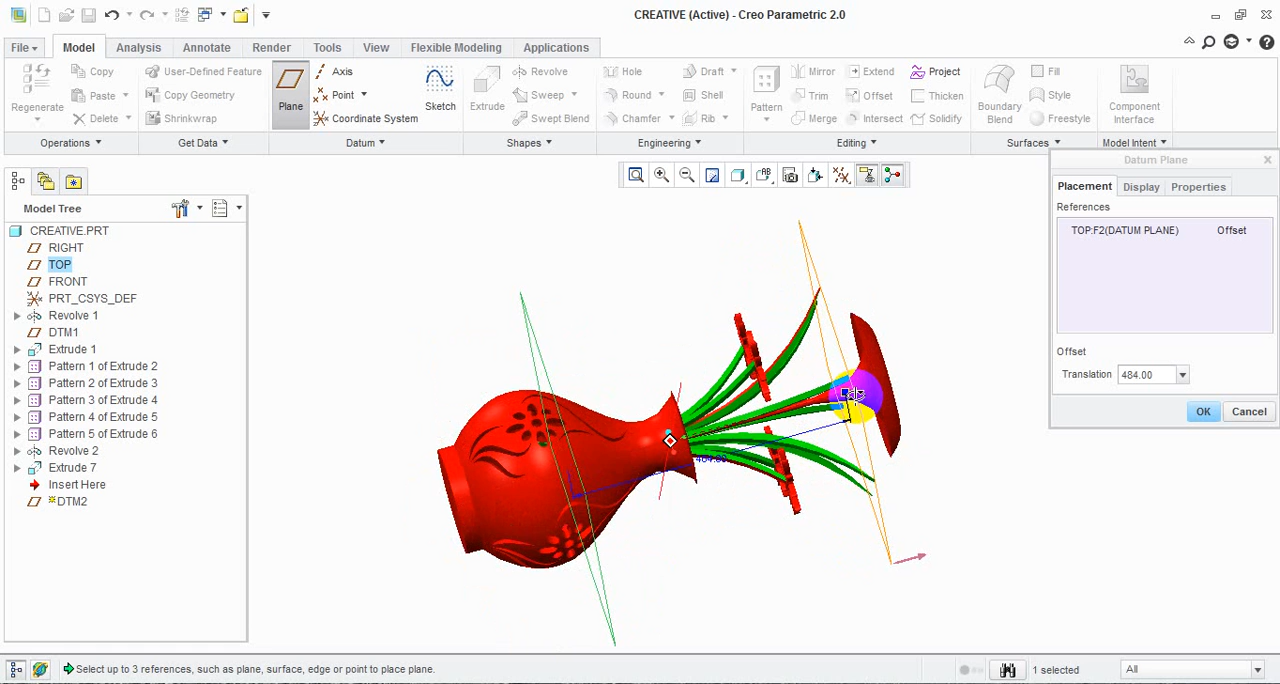 CREATIVE (Active) - Creo Parametric 2.0
File Model Analysis Annotate Render Tools View Flexible Modeling Applications
Regenerate
Copy
Paste
Delete
User-Defined Feature
Copy Geometry
Shrinkwrap
Plane
Axis
Point
Coordinate System
Sketch
Extrude
Revolve
Sweep
Swept Blend
Hole
Round
Chamfer
Draft
Shell
Rib
Pattern
Mirror
Trim
Merge
Extend
Offset
Intersect
Project
Thicken
Solidify
Boundary
Blend
Fill
Style
Freestyle
Component
Interface
Operations Get Data Datum Shapes Engineering Editing Surfaces Model Intent
Model Tree
CREATIVE.PRT
RIGHT
TOP
FRONT
PRT_CSYS_DEF
Revolve 1
DTM1
Extrude 1
Pattern 1 of Extrude 2
Pattern 2 of Extrude 3
Pattern 3 of Extrude 4
Pattern 4 of Extrude 5
Pattern 5 of Extrude 6
Revolve 2
Extrude 7
Insert Here
DTM2
484.00
Datum Plane
Placement Display Properties
References
TOP:F2(DATUM PLANE) Offset
Offset
Translation 484.00
OK Cancel
Select up to 3 references, such as plane, surface, edge or point to place plane.
1 selected
All